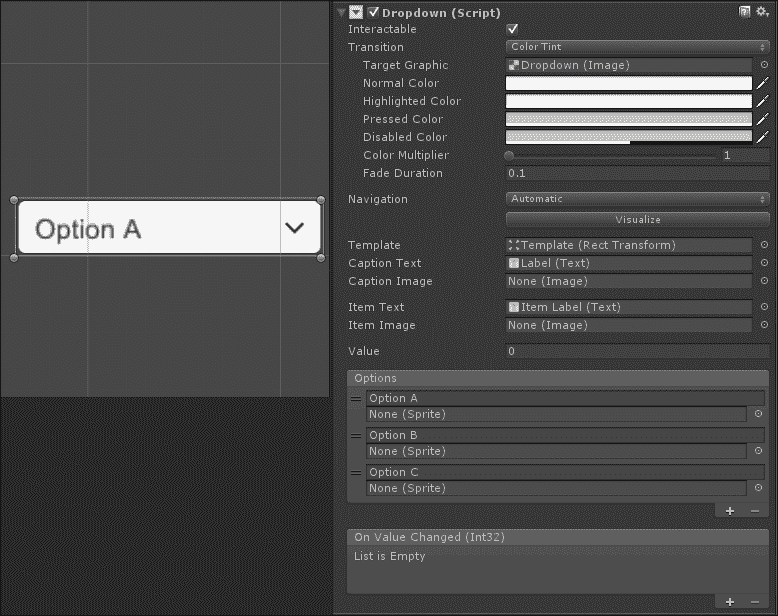 Dropdown (Script)
Interactable
Transition Color Tint
Target Graphic Dropdown (Image)
Normal Color
Highlighted Color
Pressed Color
Disabled Color
Color Multiplier 1
Fade Duration 0.1
Navigation Automatic
Visualize
Option A
Template Template (Rect Transform)
Caption Text Label (Text)
Caption Image None (Image)
Item Text Item Label (Text)
Item Image None (Image)
Value 0
Options
Option A
None (Sprite)
Option B
None (Sprite)
Option C
None (Sprite)
On Value Changed (Int32)
List is Empty